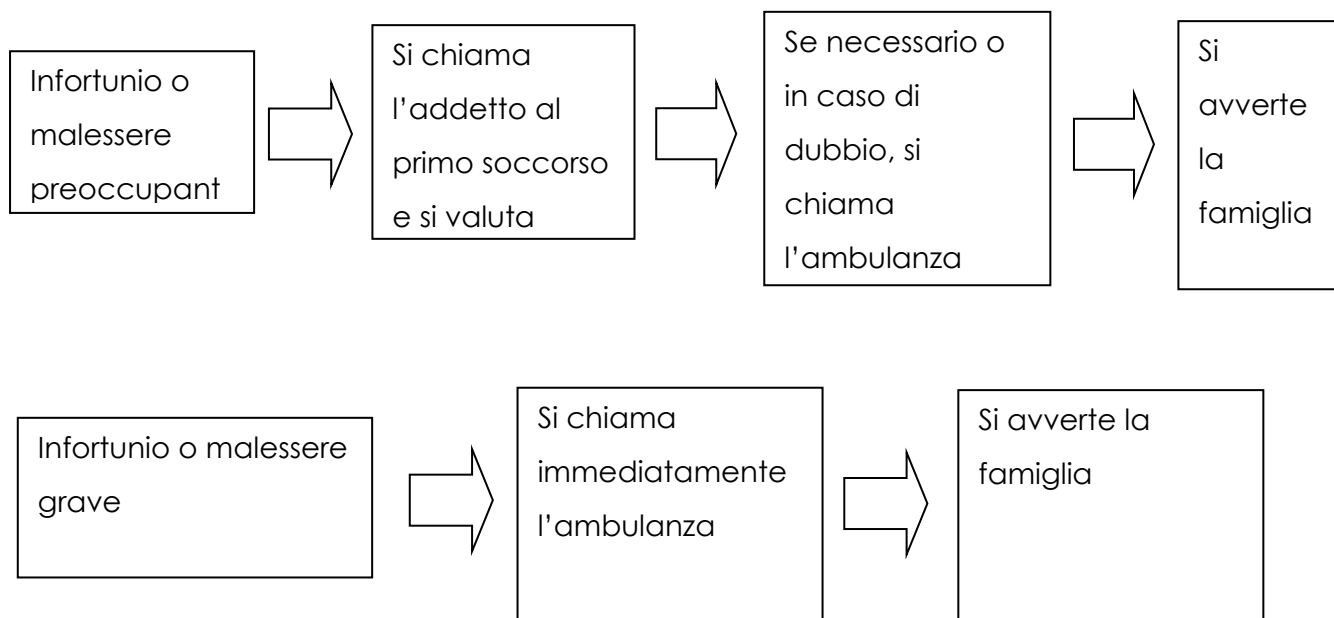 Infortunio o
malessere
preoccupant
Si chiama
l’addetto al
primo soccorso
e si valuta
Se necessario o
in caso di
dubbio, si
chiama
l’ambulanza
Si
avverte
la
famiglia
Infortunio o malessere
grave
Si chiama
immediatamente
l’ambulanza
Si avverte la
famiglia